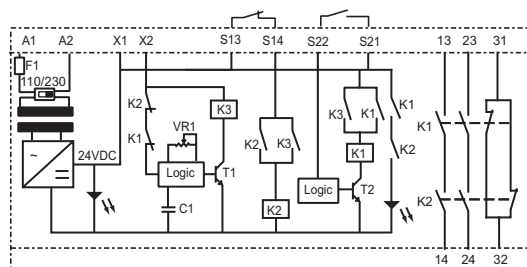 A1 A2 X1 X2 S13 S14 S22 S21 13 23 31
F1
110/230
K2 K3 K3 K1 K1
VR1
K1 K2 K3 K2 K1
24VDC K1
~ Logic T1 Logic T2
C1 K2 K2
14 24 32